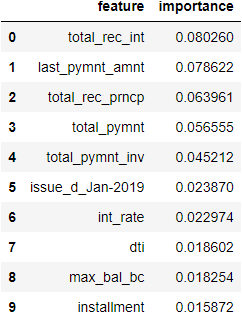 feature importance
0 total_rec_int 0.080260
1 last_pymnt_amnt 0.078622
2 total_rec_prncp 0.063961
3 total_pymnt 0.056555
4 total_pymnt_inv 0.045212
5 issue_d_Jan-2019 0.023870
6 int_rate 0.022974
7 dti 0.018602
8 max_bal_bc 0.018254
9 installment 0.015872